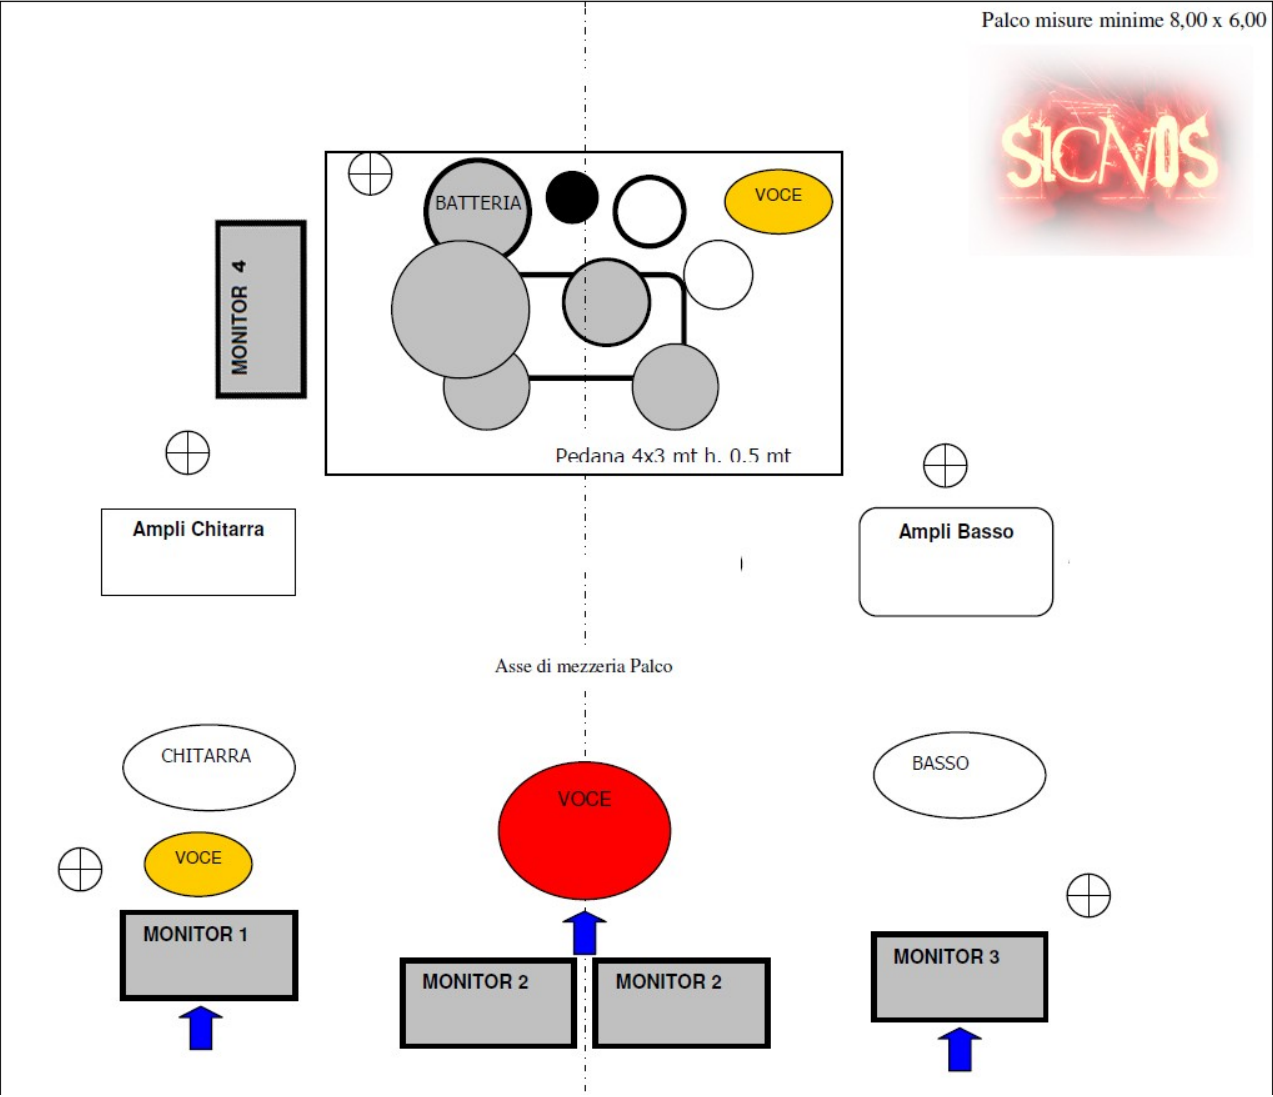 Palco misure minime 8,00 x 6,00
SICNOS
BATTERIA
VOCE
MONITOR 4
Pedana 4x3 mt h. 0.5 mt
Ampli Chitarra
Ampli Basso
Asse di mezzeria Palco
CHITARRA
BASSO
VOCE
VOCE
MONITOR 1
MONITOR 3
MONITOR 2
MONITOR 2